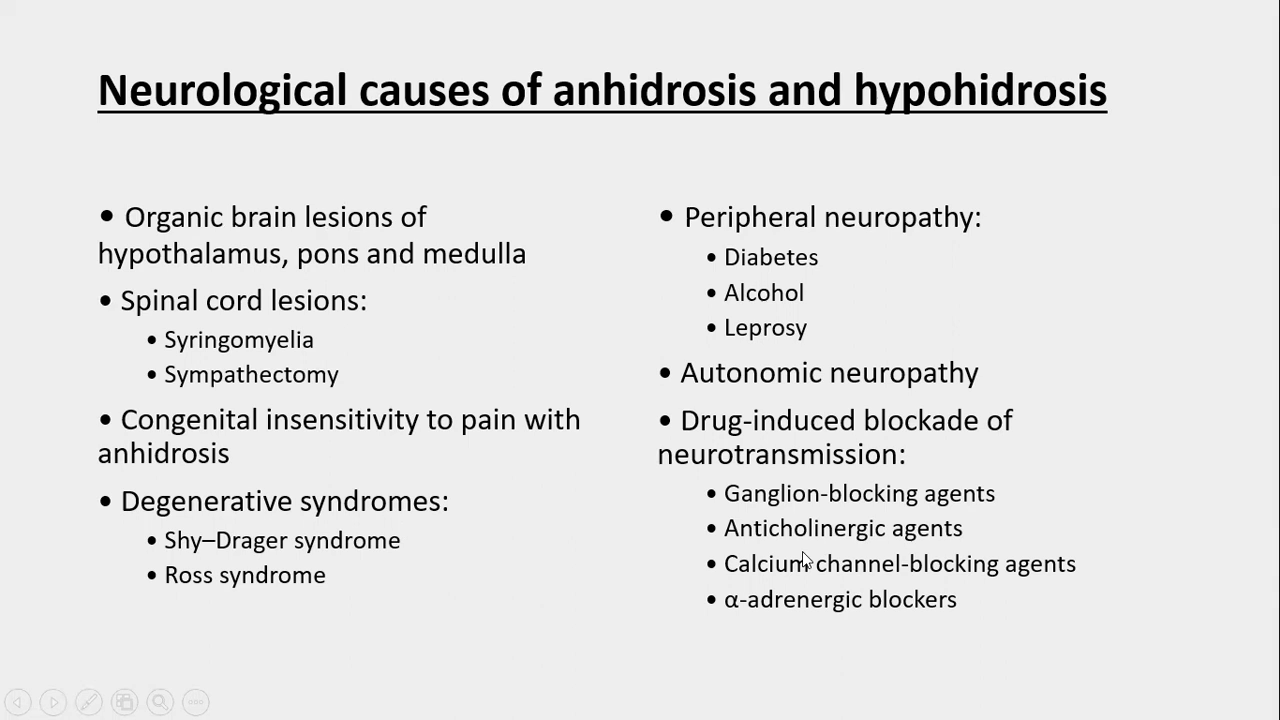 Neurological causes of anhidrosis and hypohidrosis
• Organic brain lesions of
hypothalamus, pons and medulla
• Spinal cord lesions:
• Syringomyelia
• Sympathectomy
• Congenital insensitivity to pain with
anhidrosis
• Degenerative syndromes:
• Shy–Drager syndrome
• Ross syndrome
• Peripheral neuropathy:
• Diabetes
• Alcohol
• Leprosy
• Autonomic neuropathy
• Drug-induced blockade of
neurotransmission:
• Ganglion-blocking agents
• Anticholinergic agents
• Calcium channel-blocking agents
• α-adrenergic blockers